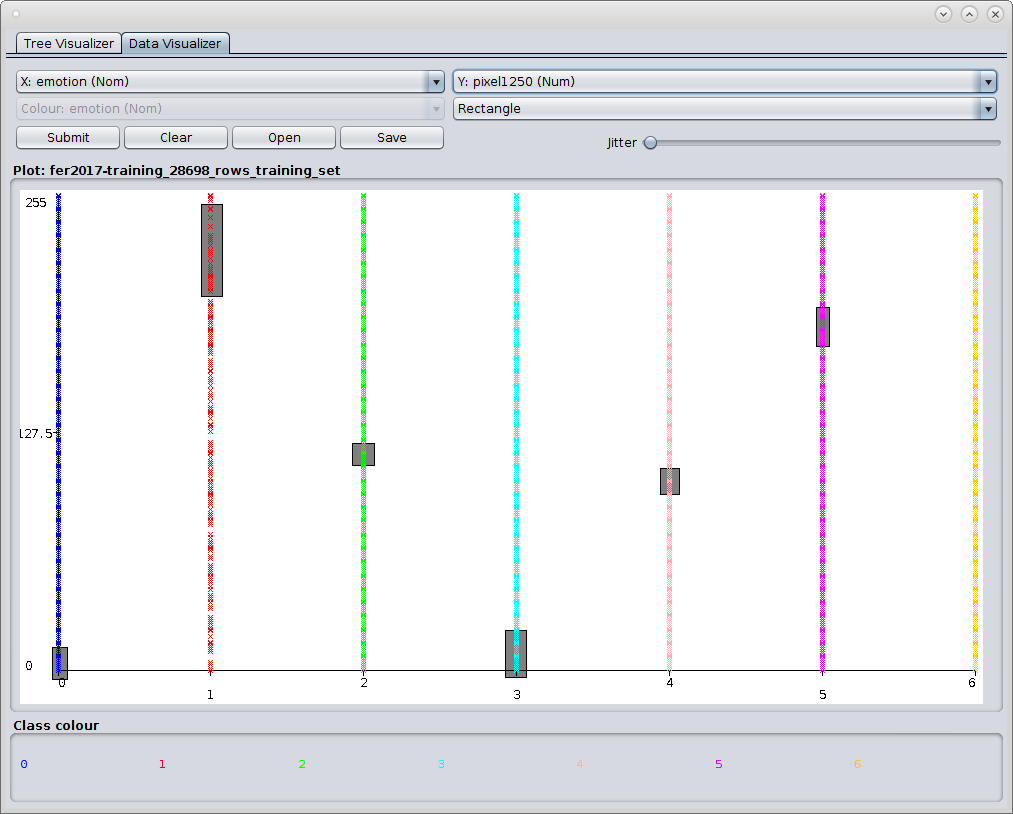 Tree Visualizer Data Visualizer
X: emotion (Nom) Y: pixel1250 (Num)
Colour: emotion (Nom) Rectangle
Submit Clear Open Save Jitter
Plot: fer2017-training_28698_rows_training_set
255
127.5
0
0 1 2 3 4 5 6
Class colour
0 1 2 3 4 5 6